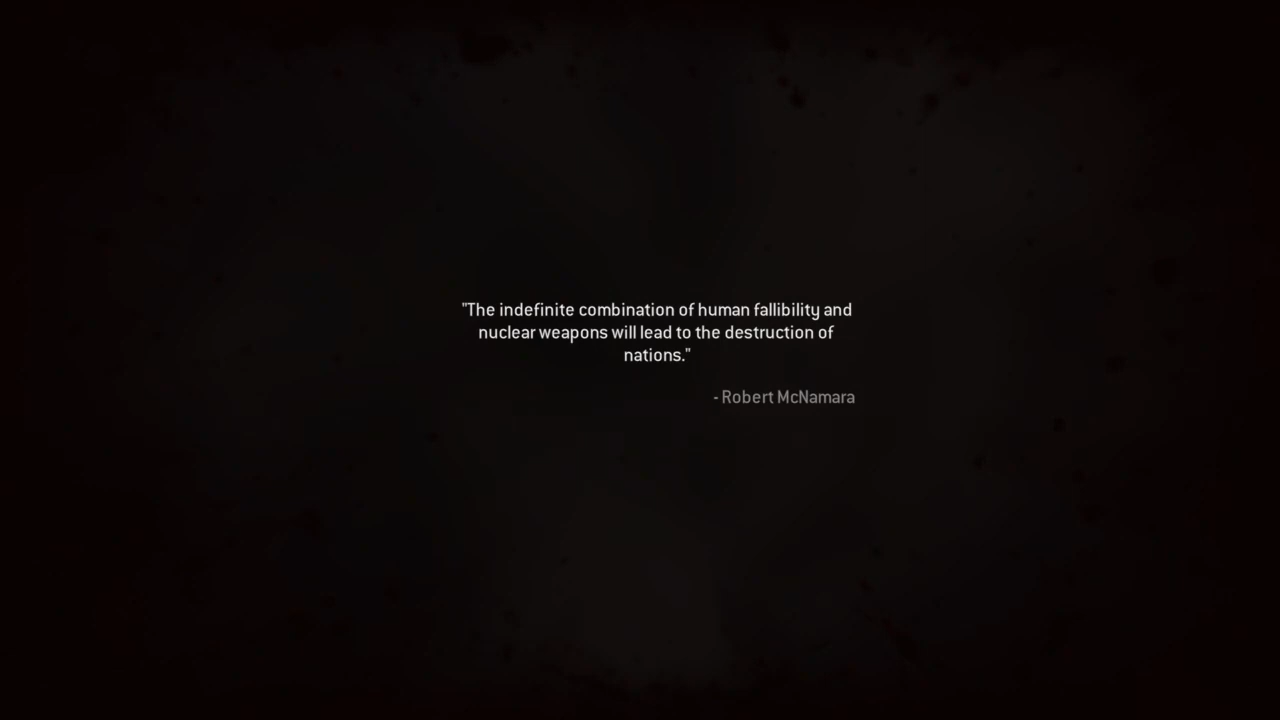 "The indefinite combination of human fallibility and
nuclear weapons will lead to the destruction of
nations."
- Robert McNamara